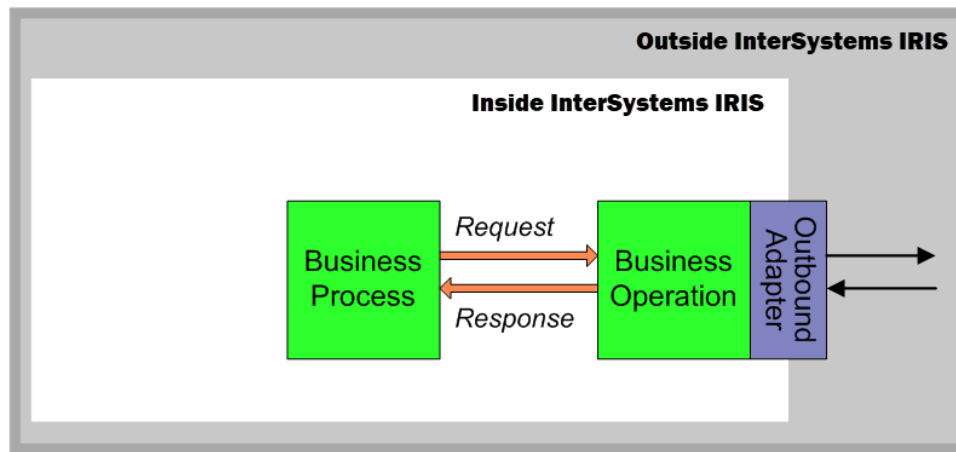 Outside InterSystems IRIS
Inside InterSystems IRIS
Business
Process
Request
Response
Business
Operation
Outbound
Adapter